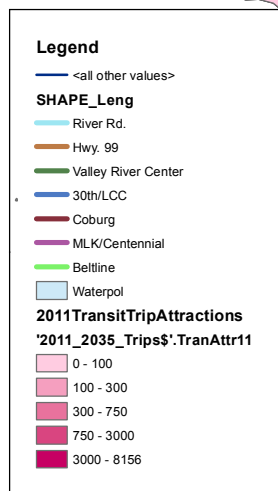 Legend
<all other values>
SHAPE_Leng
River Rd.
Hwy. 99
Valley River Center
30th/LCC
Coburg
MLK/Centennial
Beltline
Waterpol
2011TransitTripAttractions
'2011_2035_Trips$'.TranAttr11
0 - 100
100 - 300
300 - 750
750 - 3000
3000 - 8156